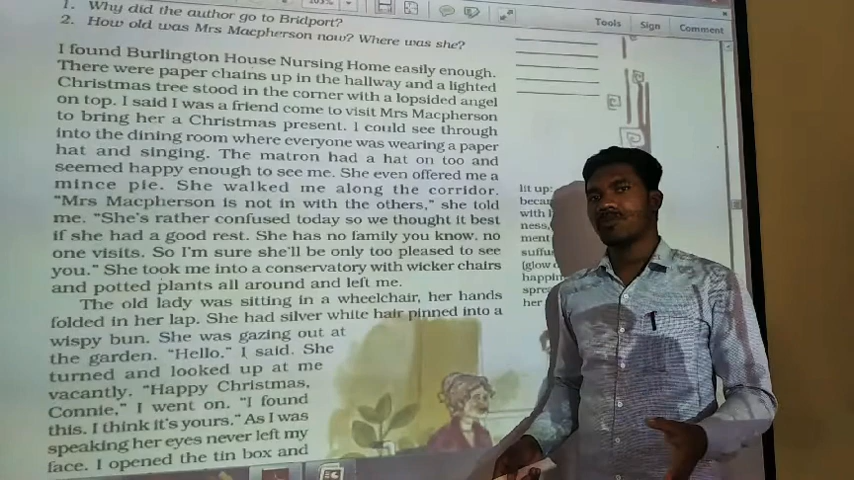 1. Why did the author go to Bridport?
2. How old was Mrs Macpherson now? Where was she?
Tools Sign Comment
I found Burlington House Nursing Home easily enough.
There were paper chains up in the hallway and a lighted
Christmas tree stood in the corner with a lopsided angel
on top. I said I was a friend come to visit Mrs Macpherson
to bring her a Christmas present. I could see through
into the dining room where everyone was wearing a paper
hat and singing. The matron had a hat on too and
seemed happy enough to see me. She even offered me a
mince pie. She walked me along the corridor.
"Mrs Macpherson is not in with the others," she told
me. "She's rather confused today so we thought it best
if she had a good rest. She has no family you know, no
one visits. So I'm sure she'll be only too pleased to see
you." She took me into a conservatory with wicker chairs
and potted plants all around and left me.
The old lady was sitting in a wheelchair, her hands
folded in her lap. She had silver white hair pinned into a
wispy bun. She was gazing out at
the garden. "Hello." I said. She
turned and looked up at me
vacantly. "Happy Christmas,
Connie," I went on. "I found
this. I think it's yours." As I was
speaking her eyes never left my
face. I opened the tin box and
lit up:
with
ness,
ment
(glow
her